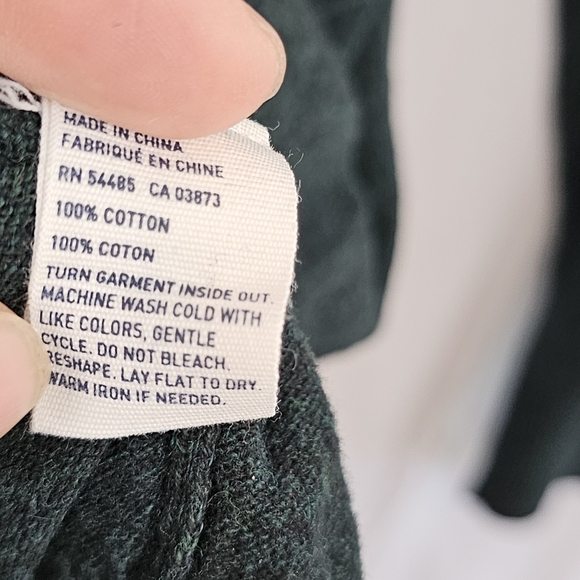 MADE IN CHINA
FABRIQUÉ EN CHINE
RN 54485 CA 03873
100% COTTON
100% COTON
TURN GARMENT INSIDE OUT.
MACHINE WASH COLD WITH
LIKE COLORS, GENTLE
CYCLE. DO NOT BLEACH.
RESHAPE. LAY FLAT TO DRY.
WARM IRON IF NEEDED.